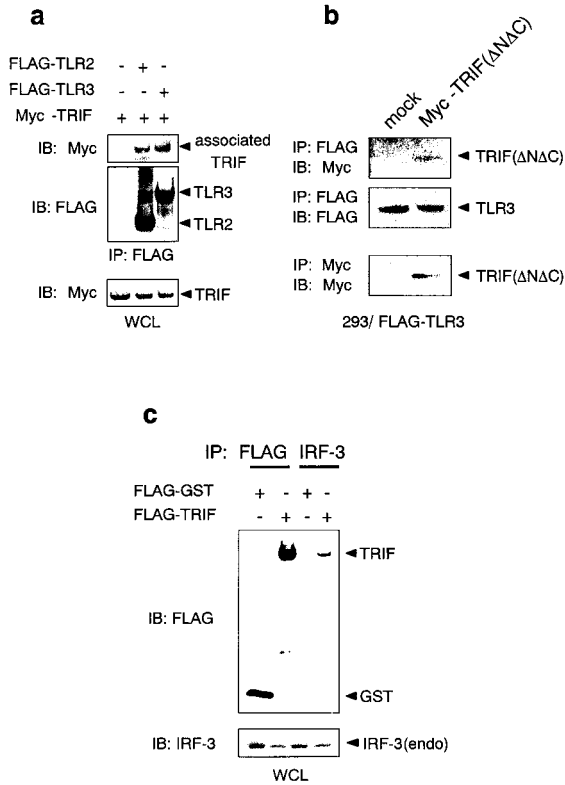 a
FLAG-TLR2 - + -
FLAG-TLR3 - - +
Myc -TRIF + + +
IB: Myc
associated
TRIF
IB: FLAG
TLR3
TLR2
IP: FLAG
IB: Myc
TRIF
WCL
b
mock
Myc -TRIF(ΔNΔC)
IP: FLAG
IB: Myc
TRIF(ΔNΔC)
IP: FLAG
IB: FLAG
TLR3
IP: Myc
IB: Myc
TRIF(ΔNΔC)
293/ FLAG-TLR3
c
IP: FLAG IRF-3
FLAG-GST + - + -
FLAG-TRIF - + - +
IB: FLAG
TRIF
GST
IB: IRF-3
IRF-3(endo)
WCL